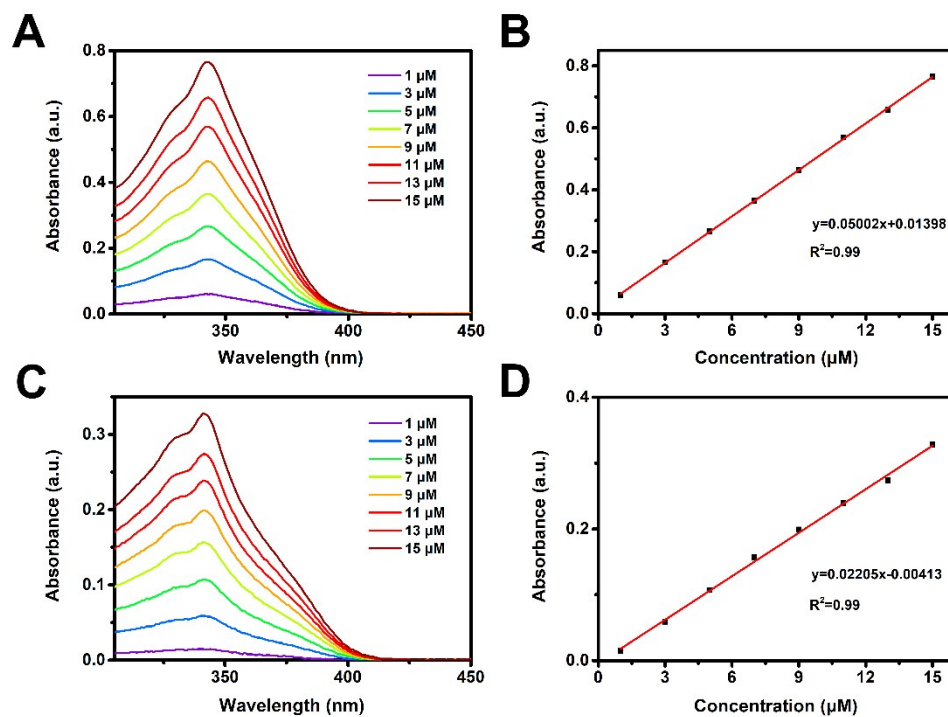 A
0.8
0.6
0.4
0.2
0.0
350
400
450
Absorbance (a.u.)
Wavelength (nm)
1 µM
3 µM
5 µM
7 µM
9 µM
11 µM
13 µM
15 µM
B
0.8
0.6
0.4
0.2
0.0
0
3
6
9
12
15
Absorbance (a.u.)
Concentration (µM)
y=0.05002x+0.01398
R²=0.99
C
0.3
0.2
0.1
0.0
350
400
450
Absorbance (a.u.)
Wavelength (nm)
1 µM
3 µM
5 µM
7 µM
9 µM
11 µM
13 µM
15 µM
D
0.4
0.2
0.0
0
3
6
9
12
15
Absorbance (a.u.)
Concentration (µM)
y=0.02205x-0.00413
R²=0.99